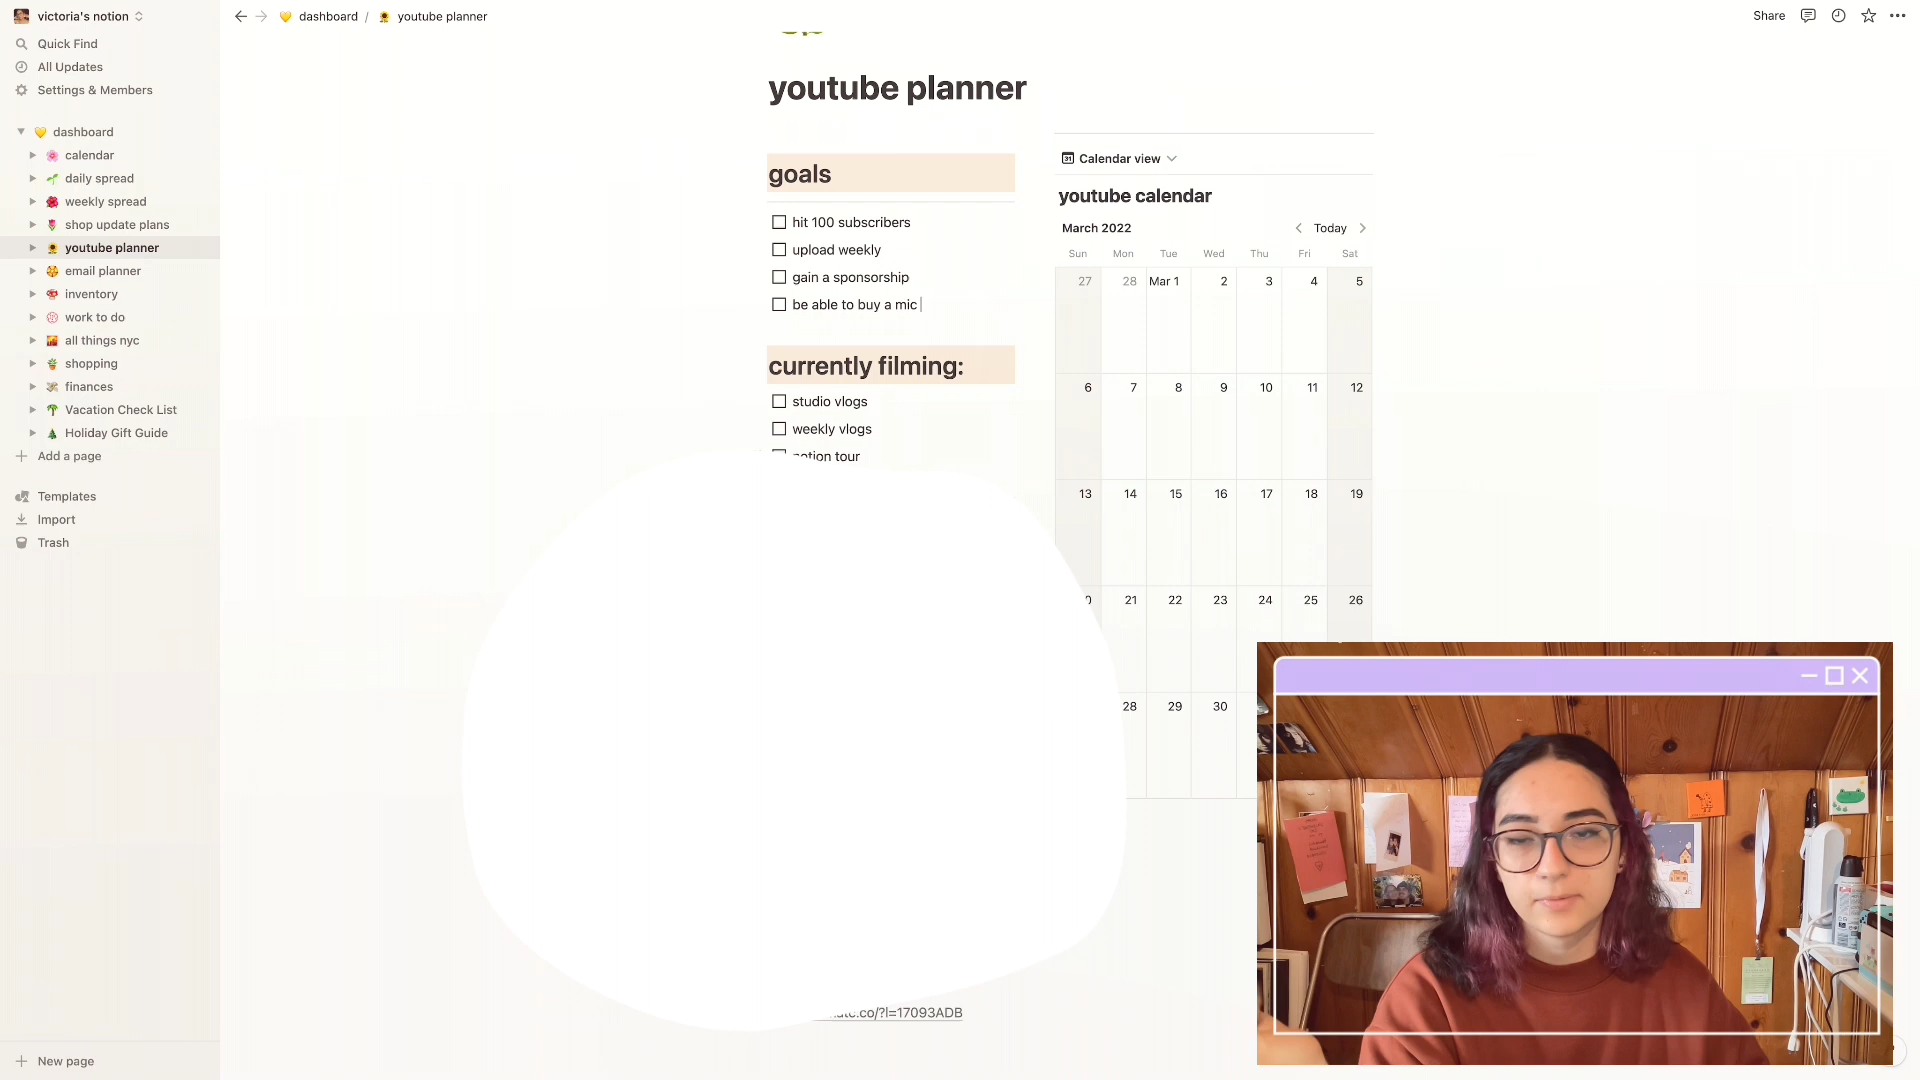 victoria's notion
Quick Find
All Updates
Settings & Members
dashboard
calendar
daily spread
weekly spread
shop update plans
youtube planner
email planner
inventory
work to do
all things nyc
shopping
finances
Vacation Check List
Holiday Gift Guide
Add a page
Templates
Import
Trash
New page
dashboard / youtube planner
Share
youtube planner
goals
hit 100 subscribers
upload weekly
gain a sponsorship
be able to buy a mic
currently filming:
studio vlogs
weekly vlogs
notion tour
Calendar view
youtube calendar
March 2022
Today
Sun Mon Tue Wed Thu Fri Sat
27 28 Mar 1 2 3 4 5
6 7 8 9 10 11 12
13 14 15 16 17 18 19
21 22 23 24 25 26
28 29 30
.co/?l=17093ADB